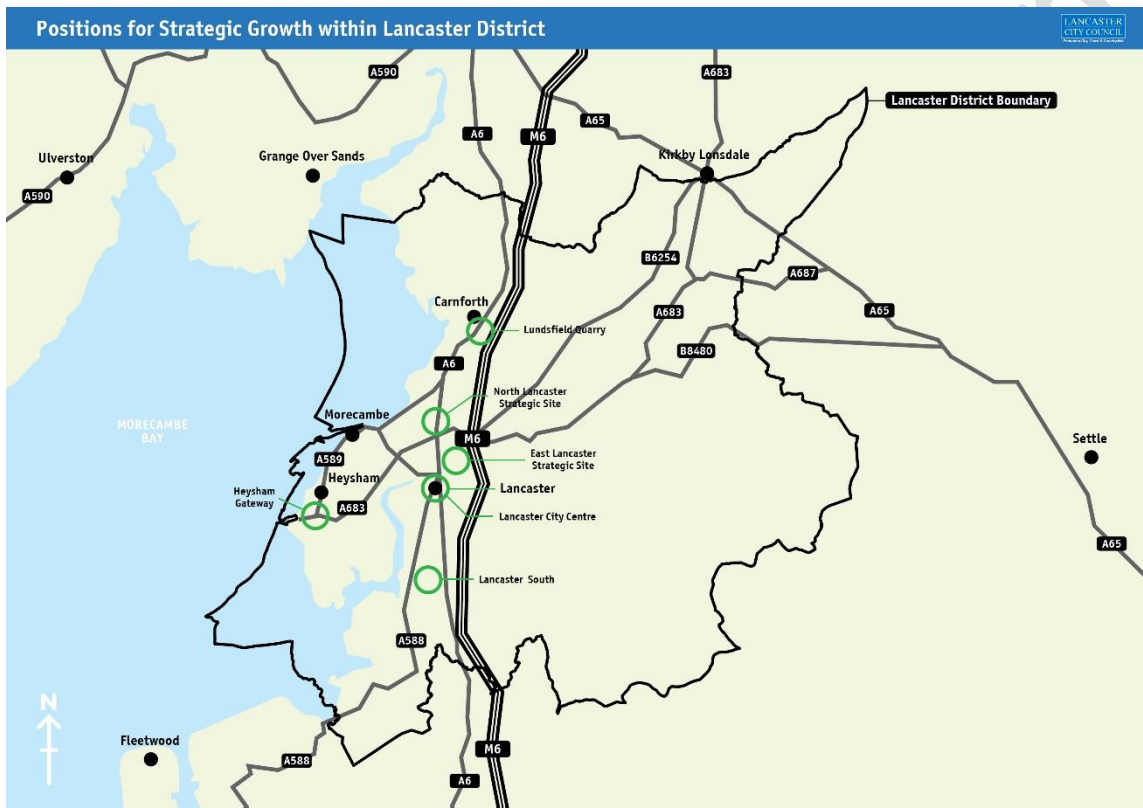 Positions for Strategic Growth within Lancaster District
LANCASTER
CITY COUNCIL
A590
A683
Lancaster District Boundary
A6
M6
A65
Ulverston
Grange Over Sands
Kirkby Lonsdale
A590
B6254
A687
Carnforth
A683
A65
Lundsfield Quarry
B8480
A6
North Lancaster
Strategic Site
Morecambe
MORECAMBE
BAY
M6
Settle
A589
East Lancaster
Strategic Site
Heysham
Heysham
Gateway
A683
Lancaster
Lancaster City Centre
A65
Lancaster South
A588
N
Fleetwood
A588
M6
A6